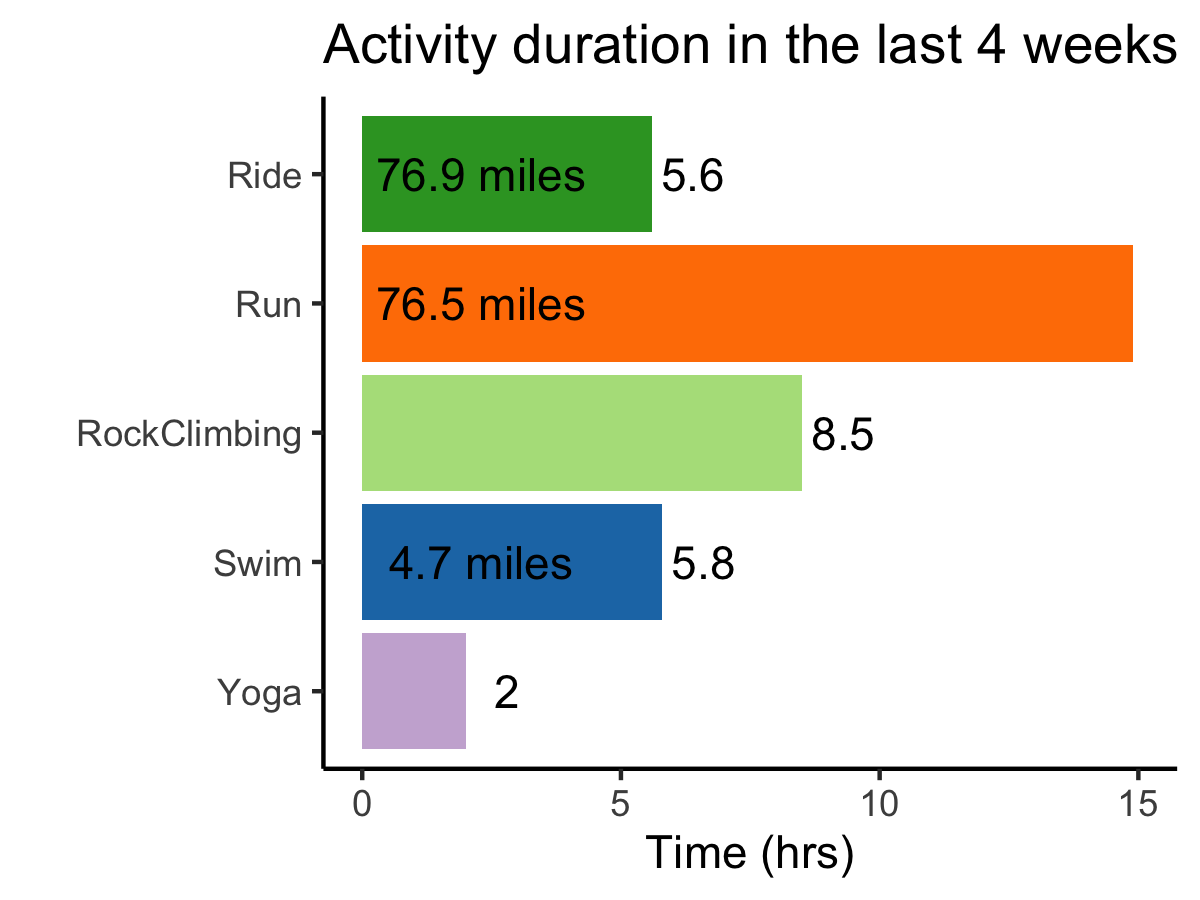 Activity duration in the last 4 weeks
Ride
76.9 miles
5.6
Run
76.5 miles
RockClimbing
8.5
Swim
4.7 miles
5.8
Yoga
2
0
5
10
15
Time (hrs)